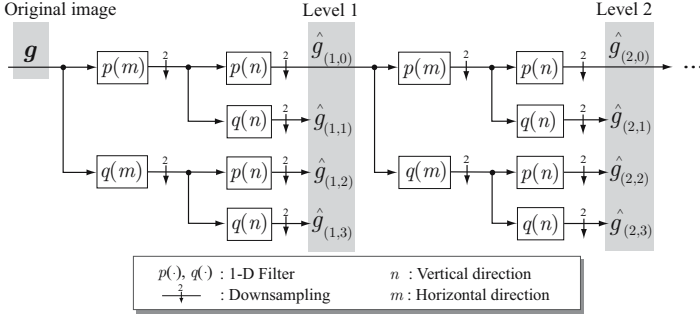 Original image
Level 1
Level 2
g
p(m) 2 p(n) 2 ĝ(1,0) p(m) 2 p(n) 2 ĝ(2,0) ...
q(n) 2 ĝ(1,1) q(n) 2 ĝ(2,1)
q(m) 2 p(n) 2 ĝ(1,2) q(m) 2 p(n) 2 ĝ(2,2)
q(n) 2 ĝ(1,3) q(n) 2 ĝ(2,3)
p(·), q(·) : 1-D Filter
n : Vertical direction
2 : Downsampling
m : Horizontal direction